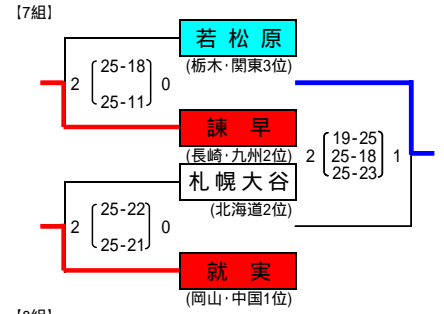 【7組】
若松原
(栃木・関東3位)
2 25-18 0
25-11
諫早
(長崎・九州2位)
19-25
2 25-18 1
25-23
札幌大谷
(北海道2位)
2 25-22 0
25-21
就実
(岡山・中国1位)